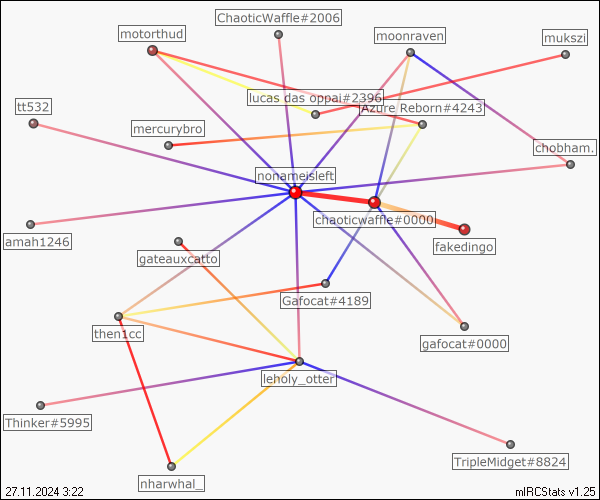 ChaoticWaffle#2006
motorthud
moonraven
mukszi
lucas das oppai#2396
tt532
Azure Reborn#4243
mercurybro
chobham.
nonameisleft
chaoticwaffle#0000
amah1246
fakedingo
gateauxcatto
Gafocat#4189
then1cc
gafocat#0000
leholy_otter
Thinker#5995
TripleMidget#8824
nharwhal_
27.11.2024 3:22
mIRCStats v1.25